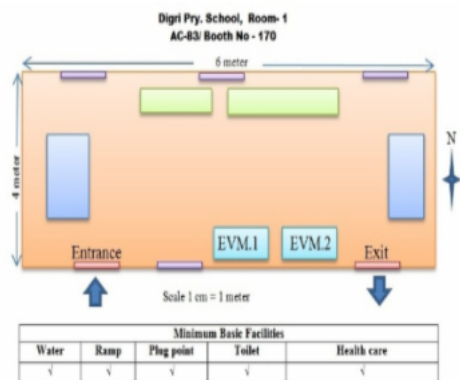 Digri Pry. School, Room- 1
AC-83/ Booth No - 170
6 meter
4 meter
N
EVM.1 EVM.2
Entrance Exit
Scale 1 cm = 1 meter
Minimum Basic Facilities
Water Ramp Plug point Toilet Health care
√ √ √ √ √